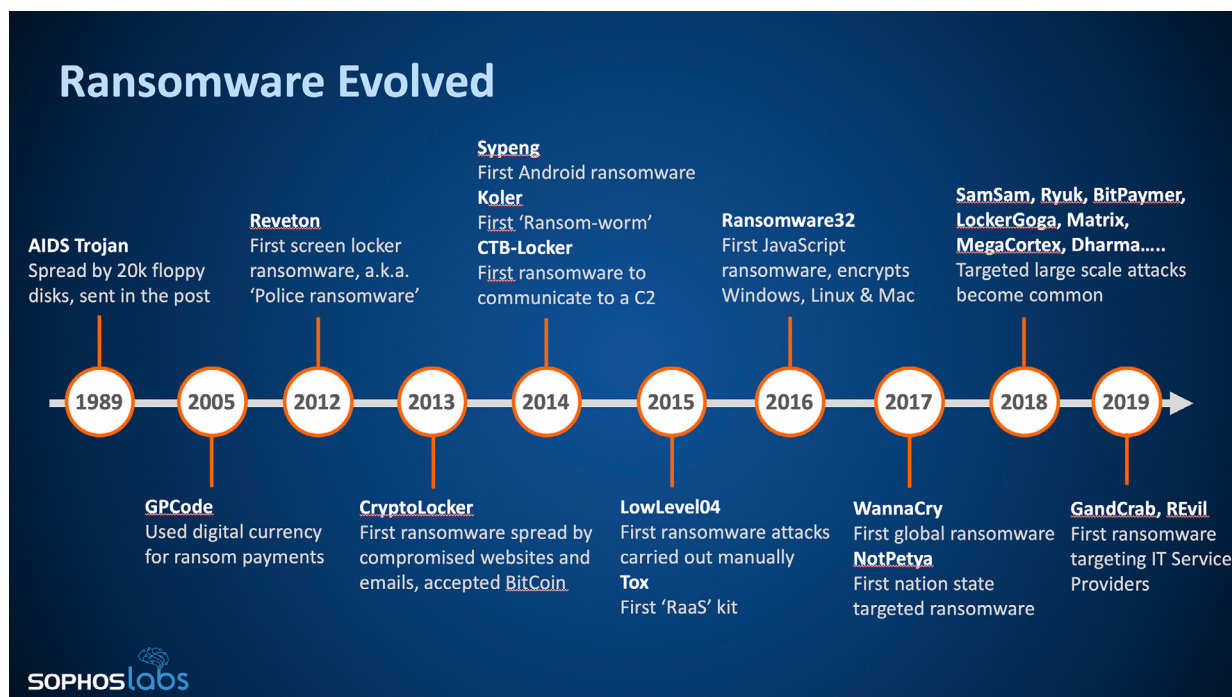 Ransomware Evolved
AIDS Trojan
Spread by 20k floppy
disks, sent in the post
1989
2005
GPCode
Used digital currency
for ransom payments
Reveton
First screen locker
ransomware, a.k.a.
‘Police ransomware’
2012
2013
CryptoLocker
First ransomware spread by
compromised websites and
emails, accepted BitCoin
Sypeng
First Android ransomware
Koler
First ‘Ransom-worm’
CTB-Locker
First ransomware to
communicate to a C2
2014
2015
LowLevel04
First ransomware attacks
carried out manually
Tox
First ‘RaaS’ kit
Ransomware32
First JavaScript
ransomware, encrypts
Windows, Linux & Mac
2016
2017
WannaCry
First global ransomware
NotPetya
First nation state
targeted ransomware
SamSam, Ryuk, BitPaymer,
LockerGoga, Matrix,
MegaCortex, Dharma.....
Targeted large scale attacks
become common
2018
2019
GandCrab, REvil
First ransomware
targeting IT Service
Providers
SOPHOSlabs